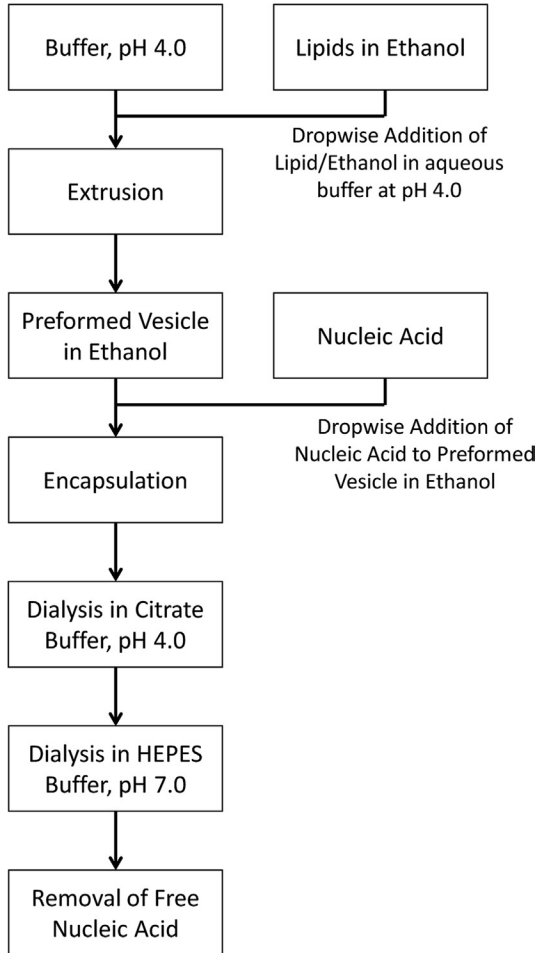 Buffer, pH 4.0
Lipids in Ethanol
Dropwise Addition of
Lipid/Ethanol in aqueous
buffer at pH 4.0
Extrusion
Preformed Vesicle
in Ethanol
Nucleic Acid
Dropwise Addition of
Nucleic Acid to Preformed
Vesicle in Ethanol
Encapsulation
Dialysis in Citrate
Buffer, pH 4.0
Dialysis in HEPES
Buffer, pH 7.0
Removal of Free
Nucleic Acid